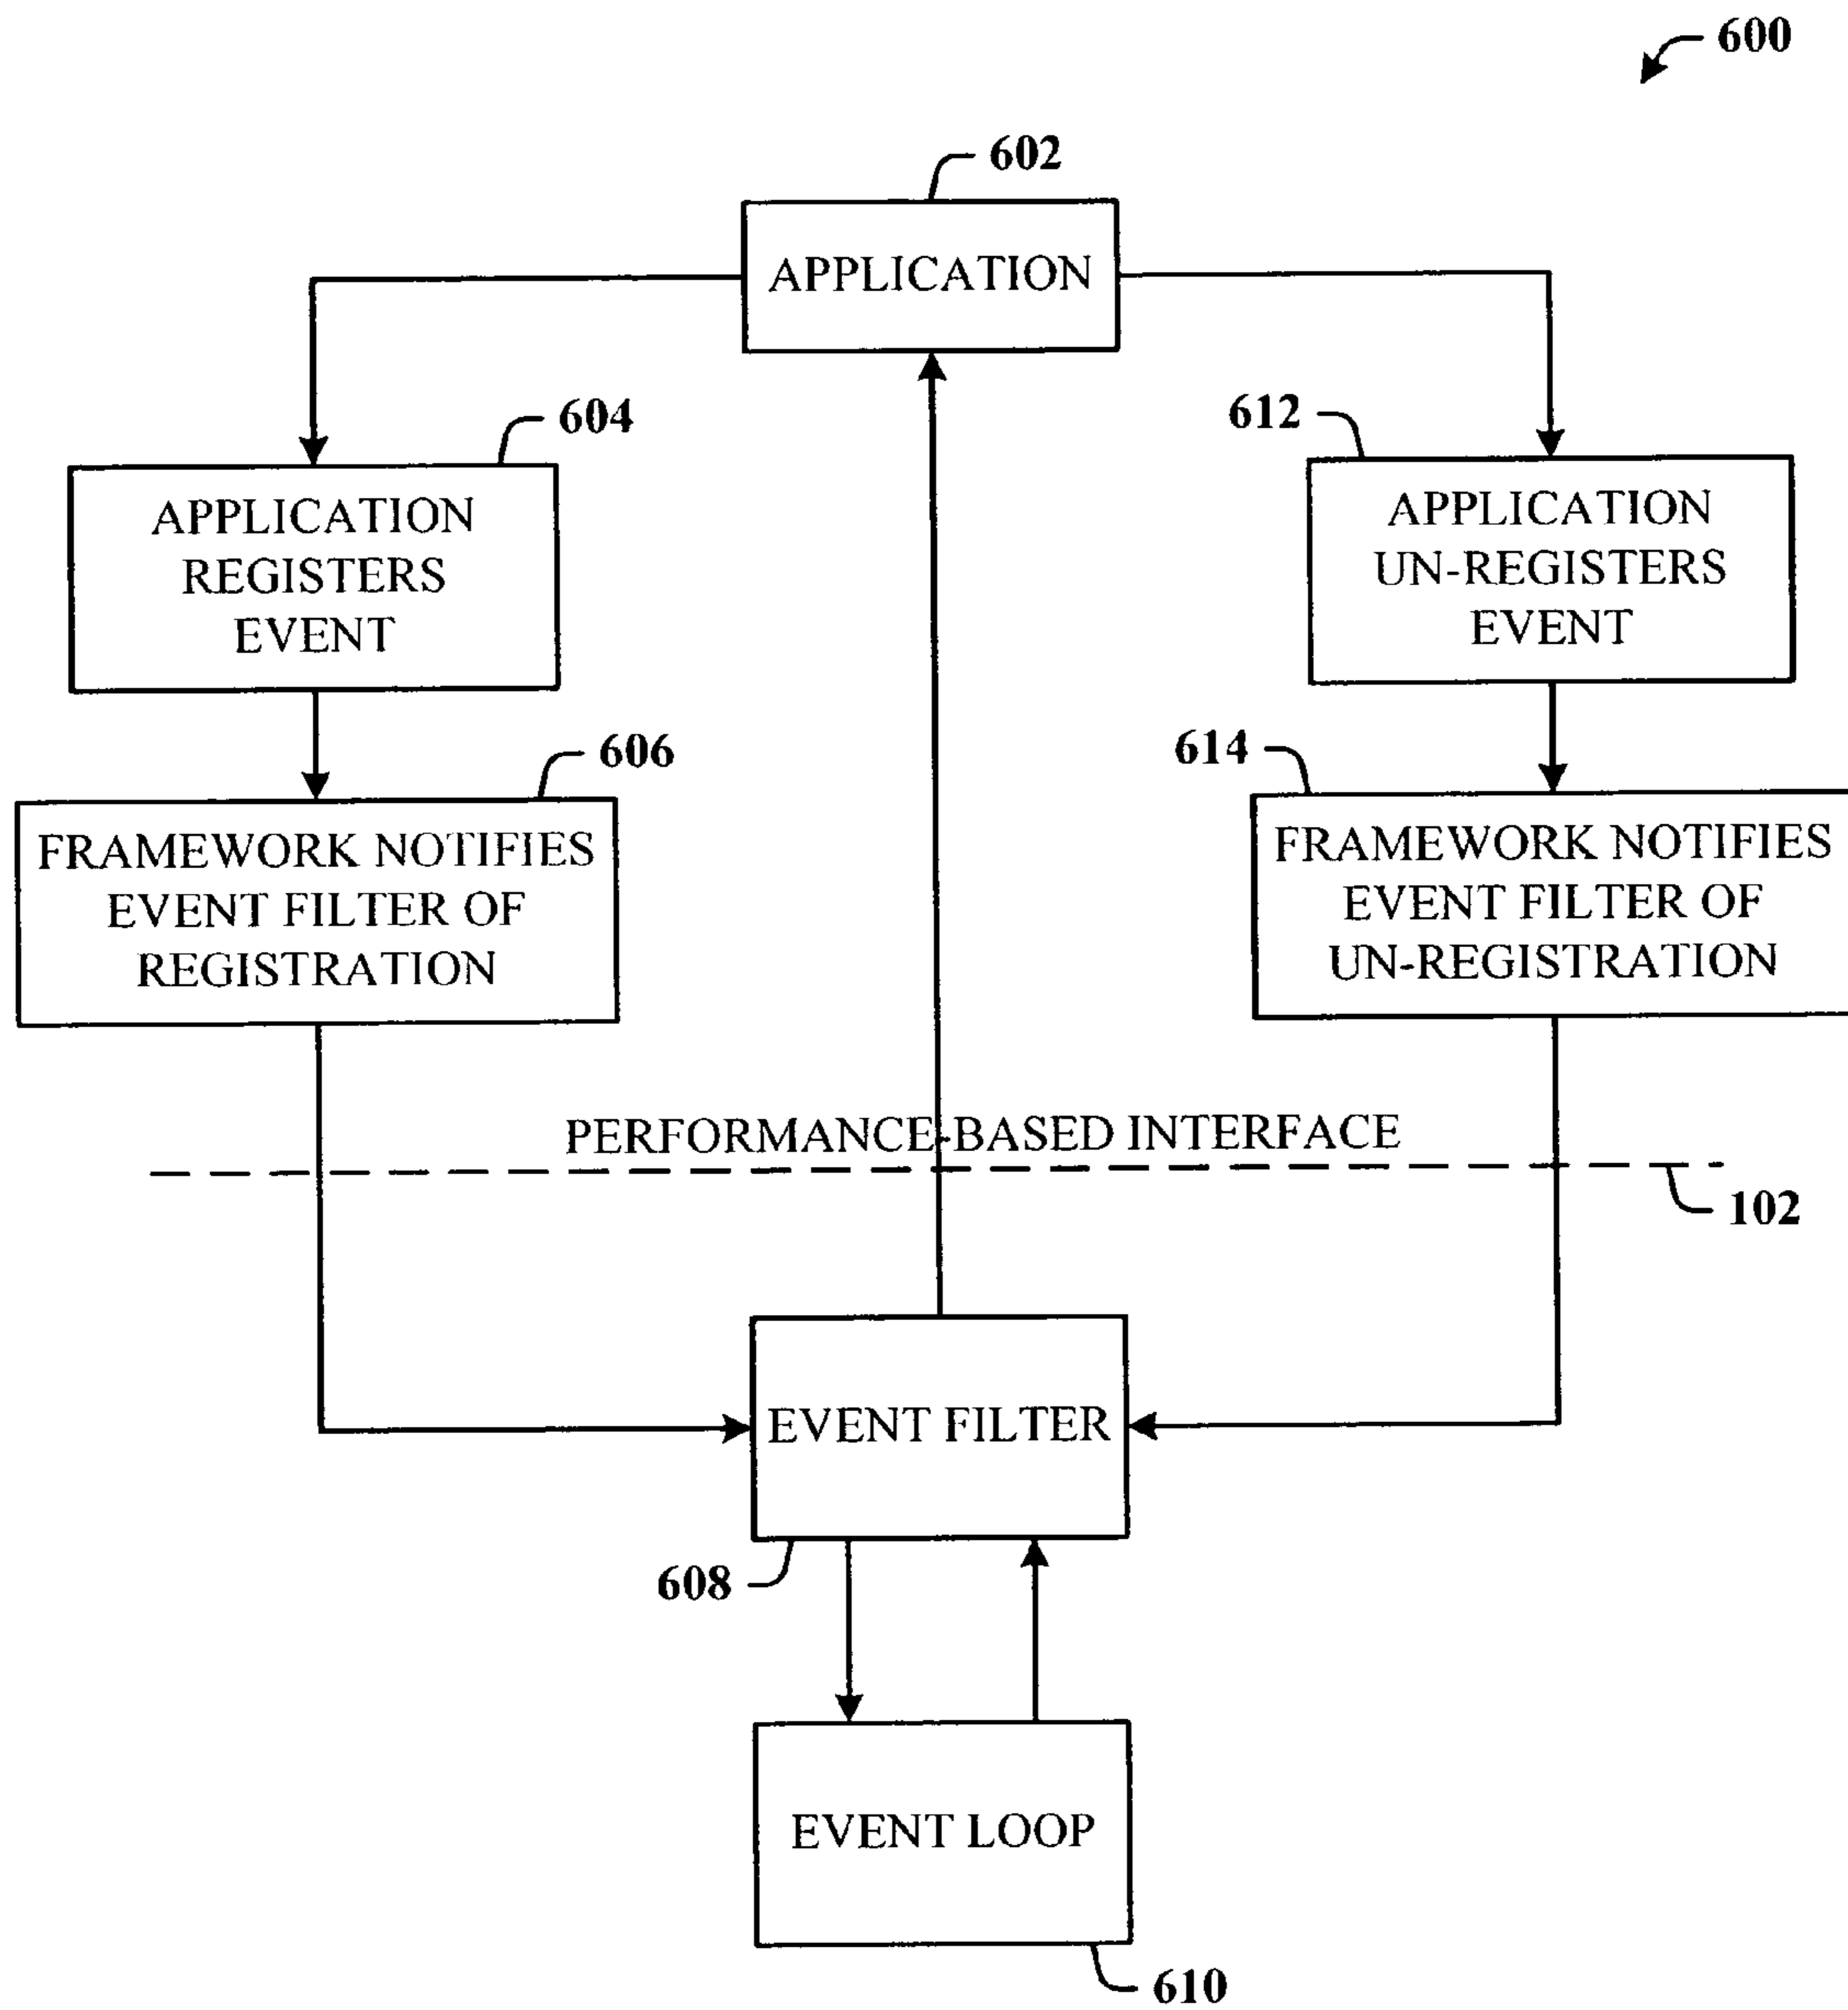 600
602
APPLICATION
604
612
APPLICATION
REGISTERS
EVENT
APPLICATION
UN-REGISTERS
EVENT
606
614
FRAMEWORK NOTIFIES
EVENT FILTER OF
REGISTRATION
FRAMEWORK NOTIFIES
EVENT FILTER OF
UN-REGISTRATION
PERFORMANCE-BASED INTERFACE
102
EVENT FILTER
608
EVENT LOOP
610